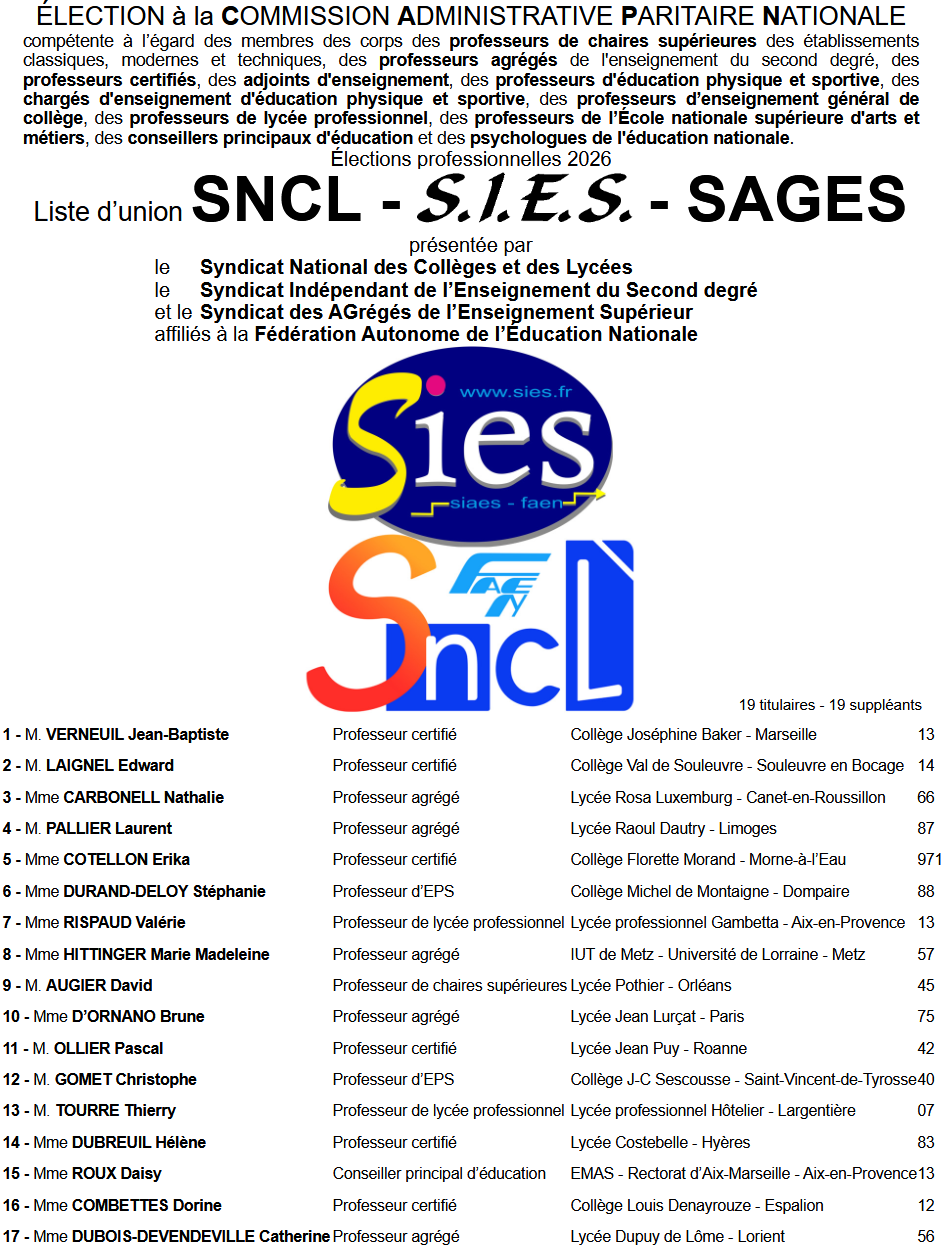 ÉLECTION à la COMMISSION ADMINISTRATIVE PARITAIRE NATIONALE
compétente à l’égard des membres des corps des professeurs de chaires supérieures des établissements
classiques, modernes et techniques, des professeurs agrégés de l'enseignement du second degré, des
professeurs certifiés, des adjoints d'enseignement, des professeurs d'éducation physique et sportive, des
chargés d'enseignement d'éducation physique et sportive, des professeurs d’enseignement général de
collège, des professeurs de lycée professionnel, des professeurs de l’École nationale supérieure d'arts et
métiers, des conseillers principaux d'éducation et des psychologues de l'éducation nationale.
Élections professionnelles 2026
Liste d’union SNCL - S.I.E.S. - SAGES
présentée par
le Syndicat National des Collèges et des Lycées
le Syndicat Indépendant de l’Enseignement du Second degré
et le Syndicat des AGrégés de l’Enseignement Supérieur
affiliés à la Fédération Autonome de l’Éducation Nationale
www.sies.fr
Sies
siaes - faen
FAEN
Sncl
19 titulaires - 19 suppléants
1 - M. VERNEUIL Jean-Baptiste Professeur certifié Collège Joséphine Baker - Marseille 13
2 - M. LAIGNEL Edward Professeur certifié Collège Val de Souleuvre - Souleuvre en Bocage 14
3 - Mme CARBONELL Nathalie Professeur agrégé Lycée Rosa Luxemburg - Canet-en-Roussillon 66
4 - M. PALLIER Laurent Professeur agrégé Lycée Raoul Dautry - Limoges 87
5 - Mme COTELLON Erika Professeur certifié Collège Florette Morand - Morne-à-l’Eau 971
6 - Mme DURAND-DELOY Stéphanie Professeur d’EPS Collège Michel de Montaigne - Dompaire 88
7 - Mme RISPAUD Valérie Professeur de lycée professionnel Lycée professionnel Gambetta - Aix-en-Provence 13
8 - Mme HITTINGER Marie Madeleine Professeur agrégé IUT de Metz - Université de Lorraine - Metz 57
9 - M. AUGIER David Professeur de chaires supérieures Lycée Pothier - Orléans 45
10 - Mme D’ORNANO Brune Professeur agrégé Lycée Jean Lurçat - Paris 75
11 - M. OLLIER Pascal Professeur certifié Lycée Jean Puy - Roanne 42
12 - M. GOMET Christophe Professeur d’EPS Collège J-C Sescousse - Saint-Vincent-de-Tyrosse 40
13 - M. TOURRE Thierry Professeur de lycée professionnel Lycée professionnel Hôtelier - Largentière 07
14 - Mme DUBREUIL Hélène Professeur certifié Lycée Costebelle - Hyères 83
15 - Mme ROUX Daisy Conseiller principal d’éducation EMAS - Rectorat d’Aix-Marseille - Aix-en-Provence 13
16 - Mme COMBETTES Dorine Professeur certifié Collège Louis Denayrouze - Espalion 12
17 - Mme DUBOIS-DEVENDEVILLE Catherine Professeur agrégé Lycée Dupuy de Lôme - Lorient 56